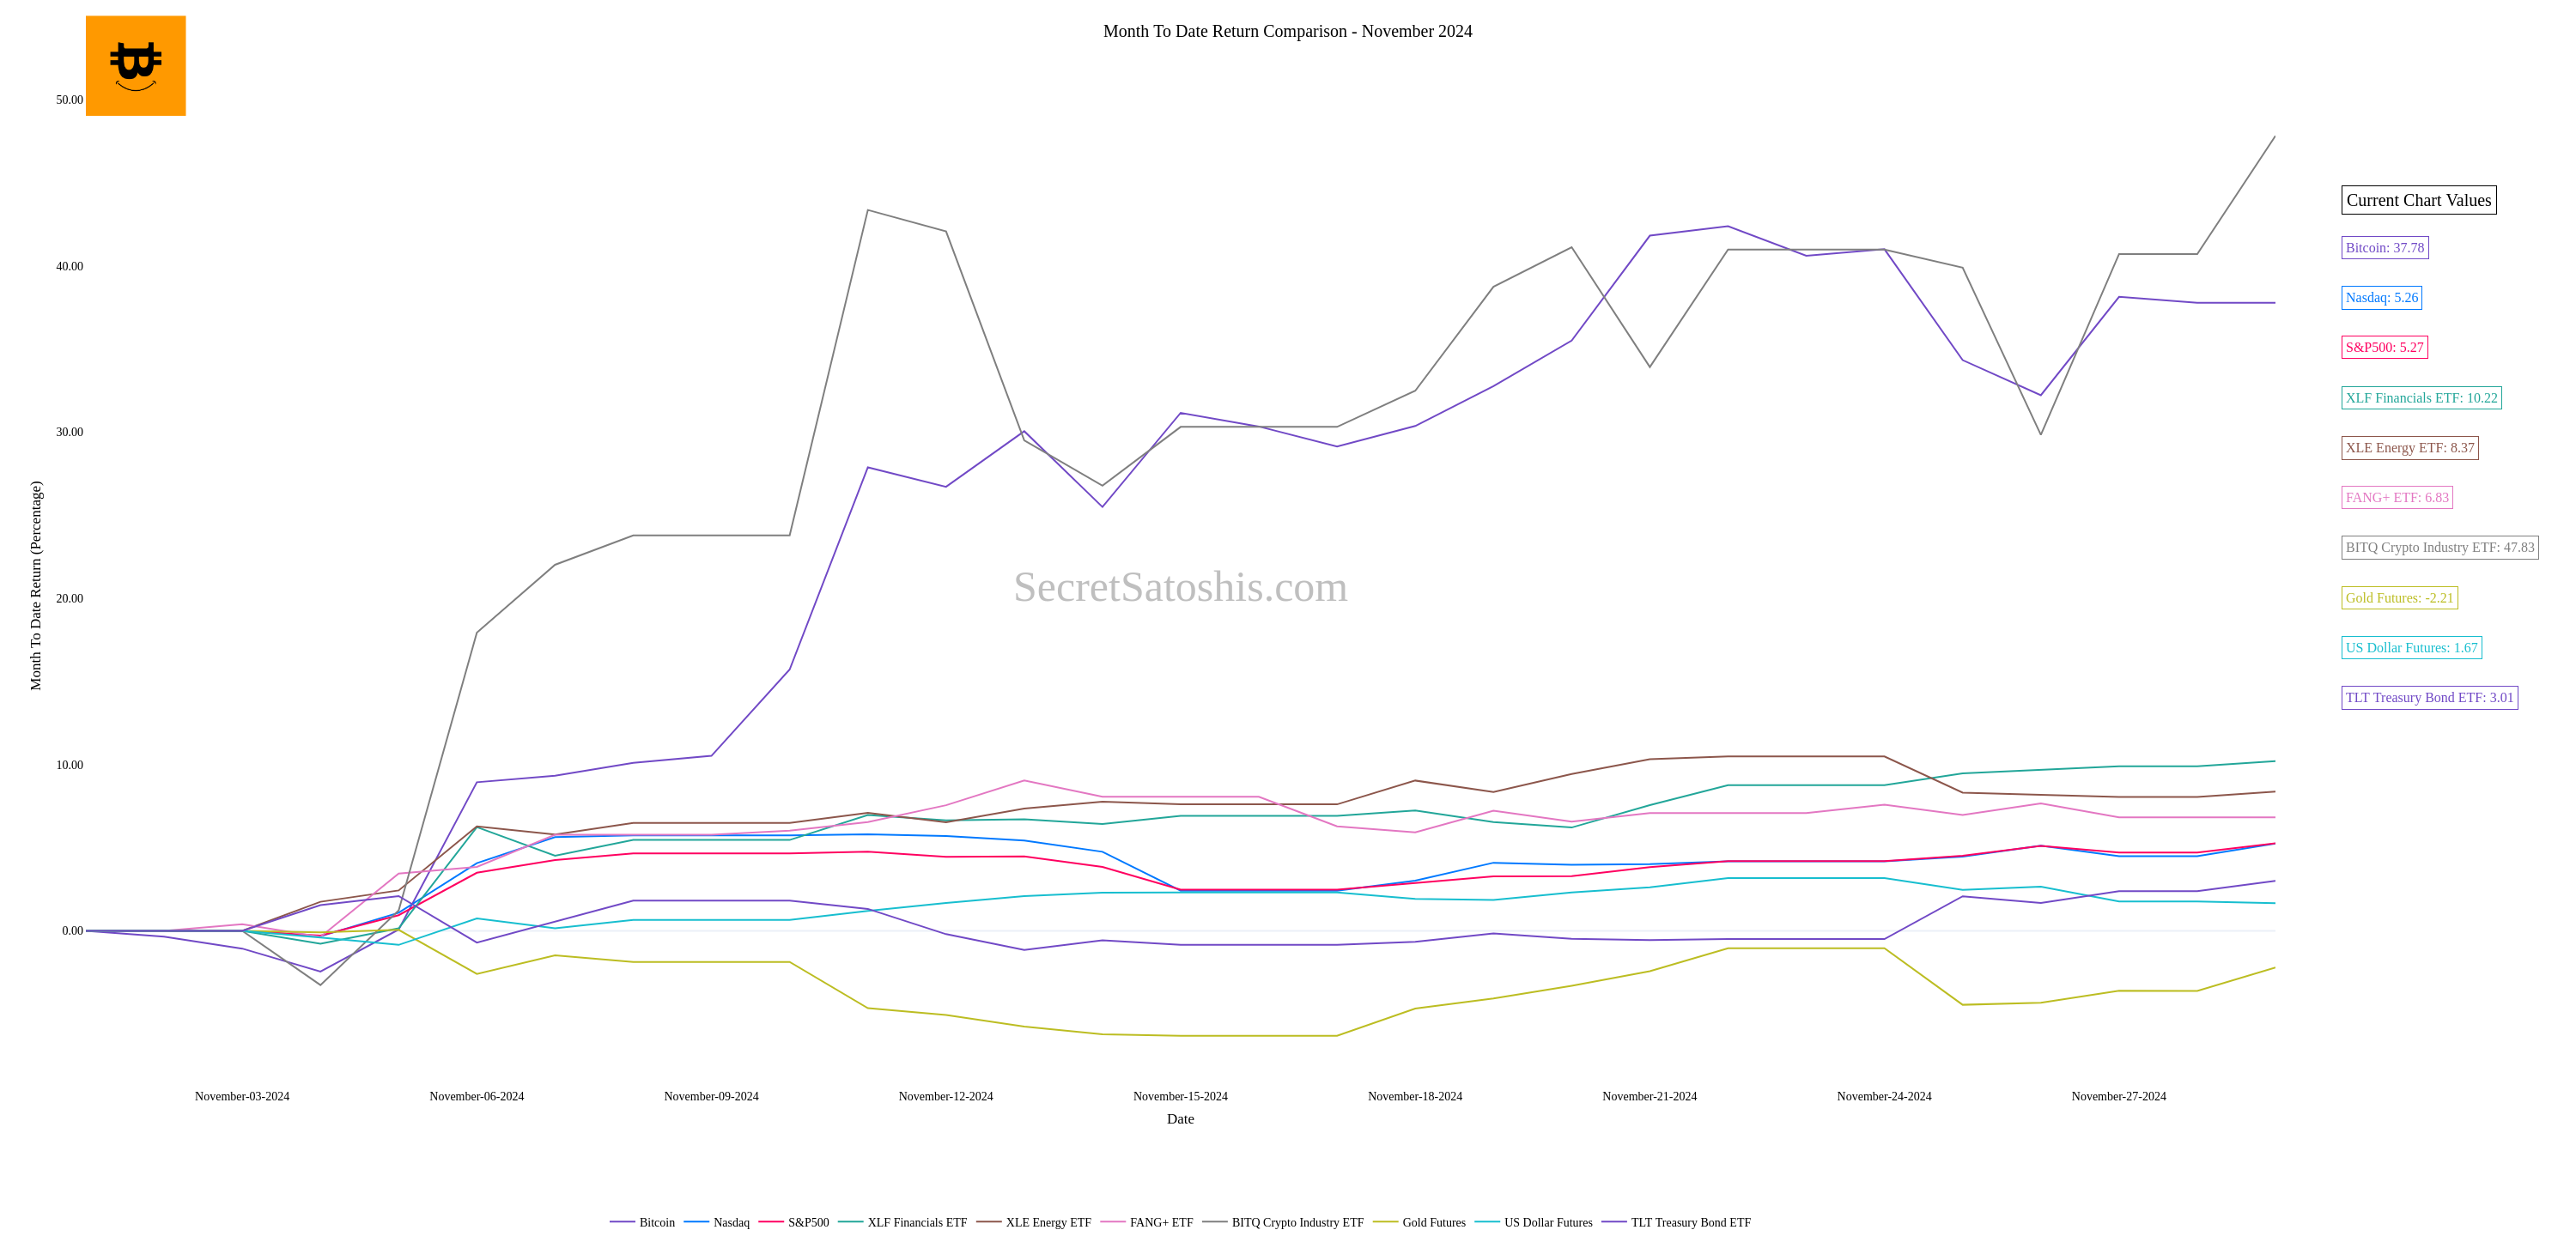 Month To Date Return Comparison - November 2024
50.00
40.00
30.00
20.00
10.00
0.00
Month To Date Return (Percentage)
SecretSatoshis.com
Current Chart Values
Bitcoin: 37.78
Nasdaq: 5.26
S&P500: 5.27
XLF Financials ETF: 10.22
XLE Energy ETF: 8.37
FANG+ ETF: 6.83
BITQ Crypto Industry ETF: 47.83
Gold Futures: -2.21
US Dollar Futures: 1.67
TLT Treasury Bond ETF: 3.01
November-03-2024 November-06-2024 November-09-2024 November-12-2024 November-15-2024 November-18-2024 November-21-2024 November-24-2024 November-27-2024
Date
Bitcoin Nasdaq S&P500 XLF Financials ETF XLE Energy ETF FANG+ ETF BITQ Crypto Industry ETF Gold Futures US Dollar Futures TLT Treasury Bond ETF